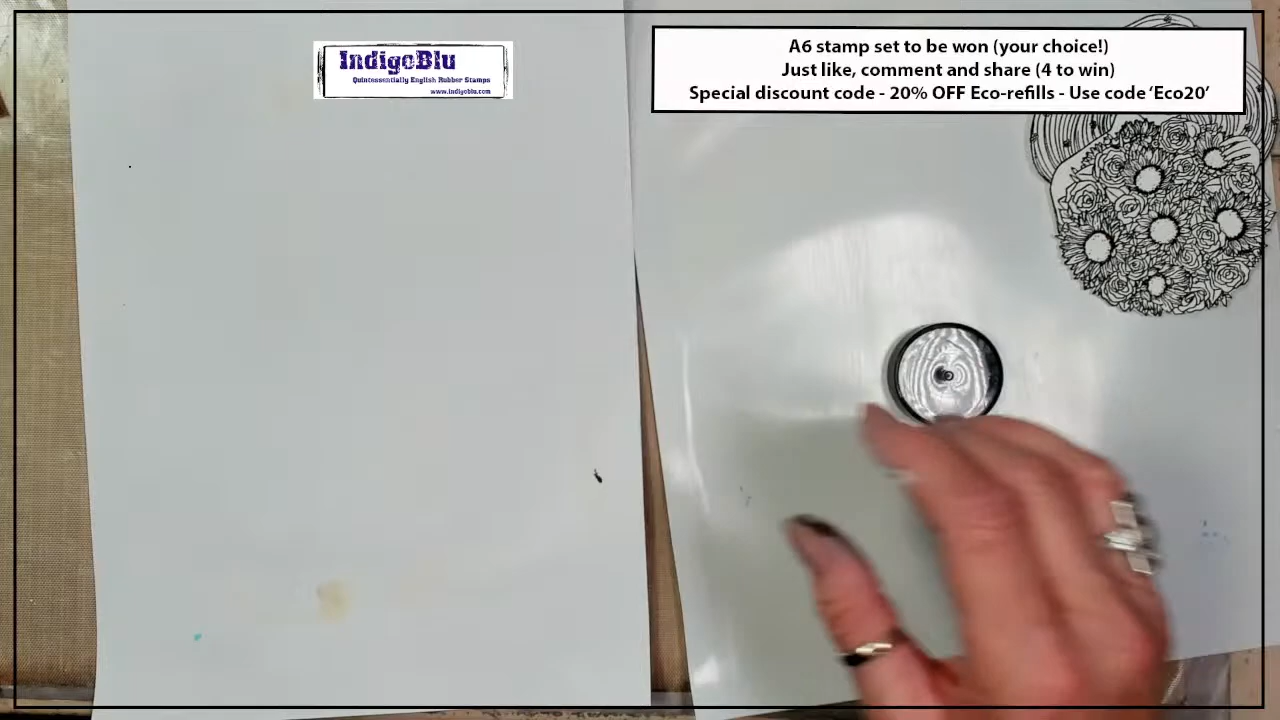 IndigoBlu
Quintessentially English Rubber Stamps
www.indigoblu.com
A6 stamp set to be won (your choice!)
Just like, comment and share (4 to win)
Special discount code - 20% OFF Eco-refills - Use code ‘Eco20’